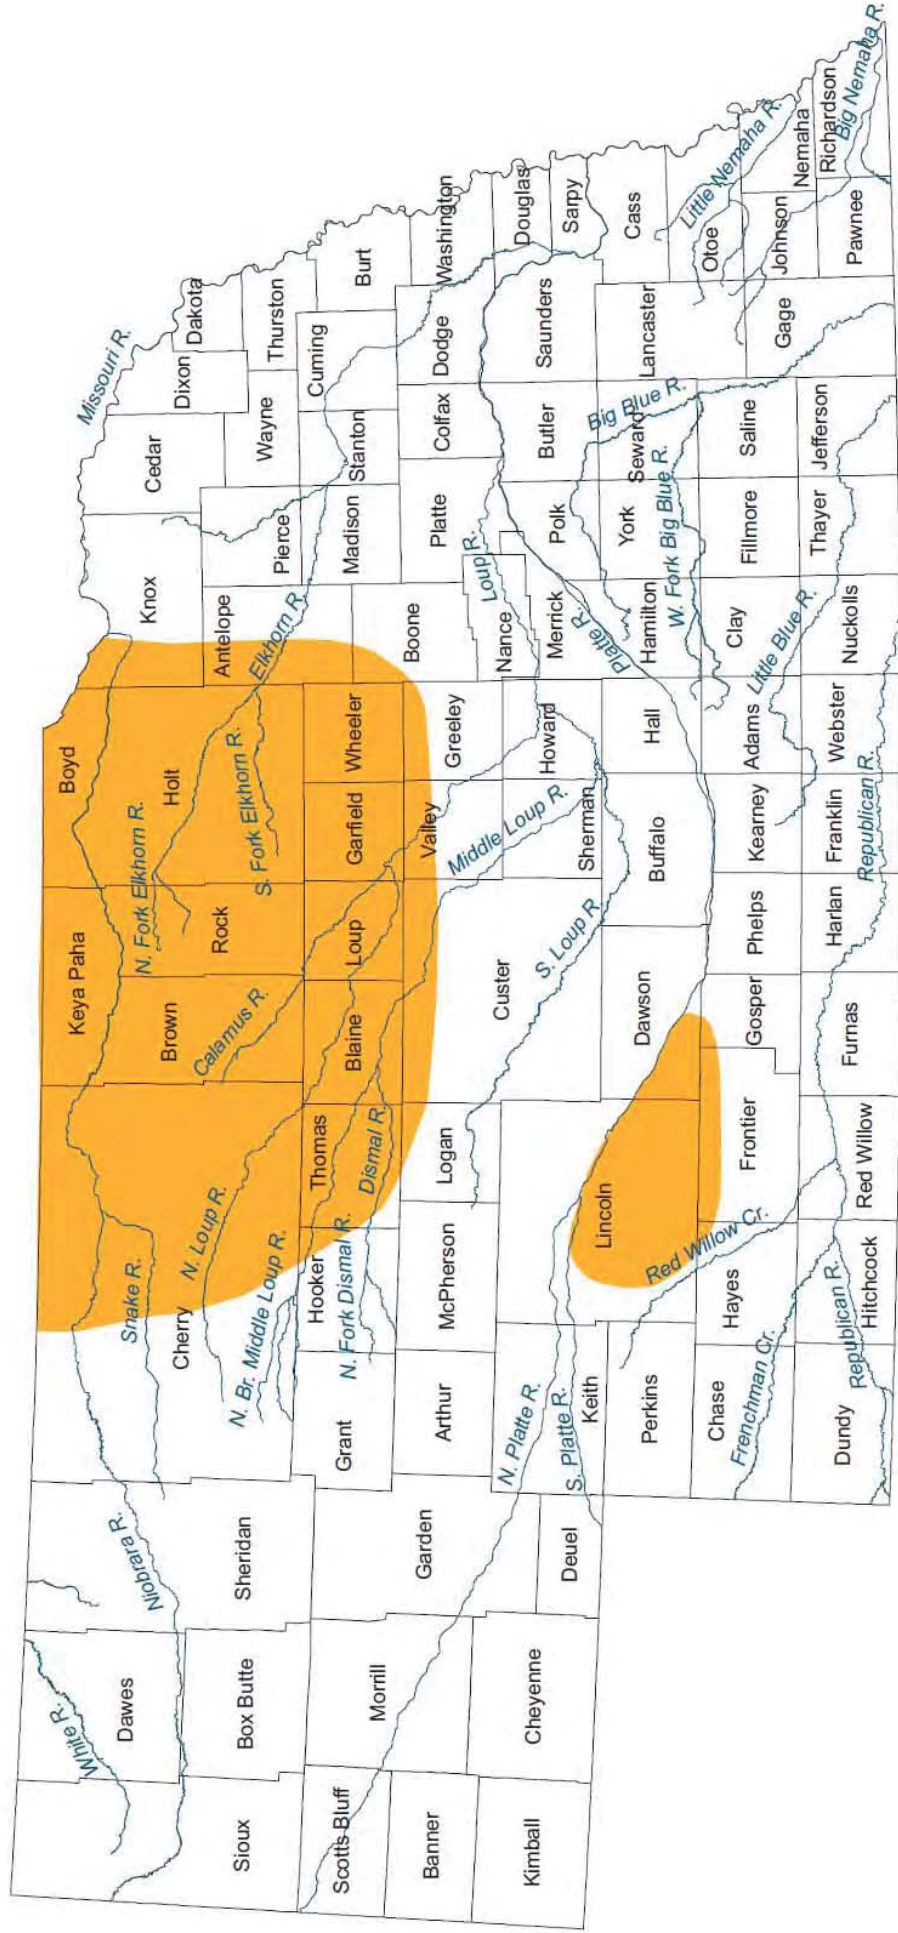 White R.
Dawes
Sioux
Box Butte
Niobrara R.
Sheridan
Scotts Bluff
Banner
Kimball
Morrill
Cheyenne
Garden
Deuel
Cherry
Snake R.
N. Loup R.
N. Br. Middle Loup R.
Grant
Hooker
Thomas
N. Fork Dismal R.
Dismal R.
Arthur
McPherson
Logan
N. Platte R.
S. Platte R.
Keith
Perkins
Lincoln
Chase
Hayes
Frontier
Red Willow Cr.
Frenchman Cr.
Dundy
Republican R.
Hitchcock
Red Willow
Keya Paha
Brown
Rock
Calamus R.
Blaine
Loup
N. Fork Elkhorn R.
Boyd
Holt
S. Fork Elkhorn R.
Garfield
Wheeler
Custer
Valley
Greeley
Middle Loup R.
S. Loup R.
Sherman
Howard
Dawson
Buffalo
Hall
Gosper
Phelps
Kearney
Adams
Furnas
Harlan
Franklin
Webster
Republican R.
Missouri R.
Knox
Cedar
Dixon
Dakota
Antelope
Pierce
Wayne
Thurston
Elkhorn R.
Madison
Stanton
Cuming
Burt
Boone
Platte
Colfax
Dodge
Washington
Nance
Loup R.
Merrick
Polk
Butler
Saunders
Douglas
Sarpy
Platte R.
Hamilton
York
Seward
Big Blue R.
W. Fork Big Blue R.
Lancaster
Cass
Otoe
Little Nemaha R.
Clay
Fillmore
Saline
Gage
Johnson
Nemaha
Little Blue R.
Nuckolls
Thayer
Jefferson
Pawnee
Richardson
Big Nemaha R.